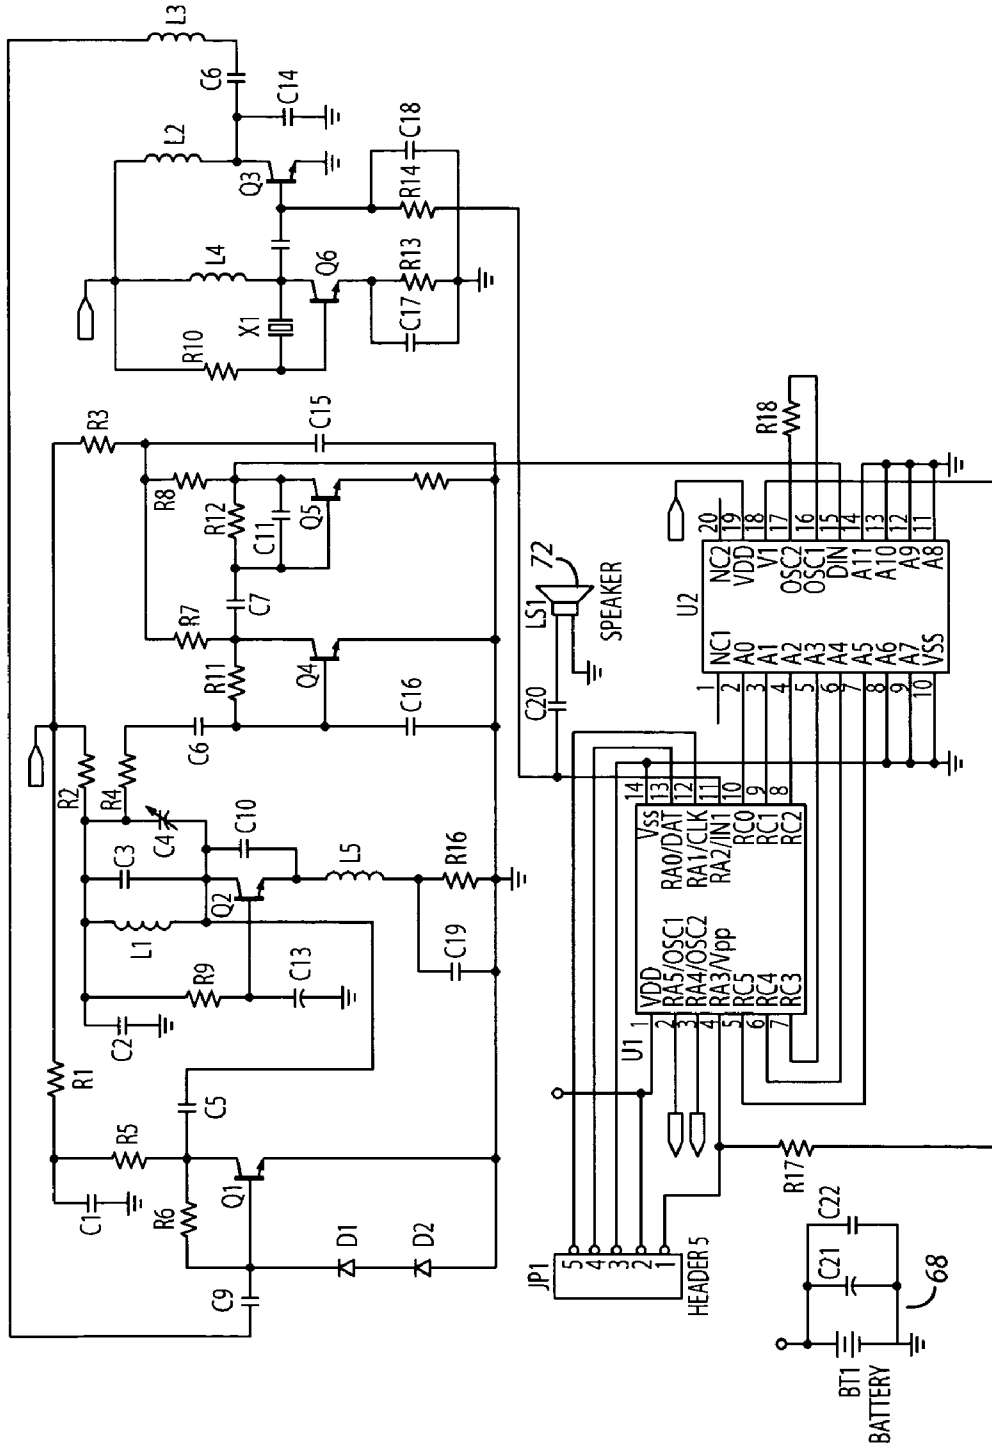 L3
C6
C14
L2
Q3
C18
R14
L4
Q6
R13
C17
X1
R10
R3
C15
R8
R12
C11
Q5
C7
R7
R11
Q4
C6
C16
R2
R4
C4
C10
C3
Q2
L5
R16
L1
R9
C13
C19
C2
R1
C5
R5
C1
R6
Q1
D1
D2
C9
R18
LS1
72
SPEAKER
C20
U2
1 NC1
2 A0
3 A1
4 A2
5 A3
6 A4
7 A5
8 A6
9 A7
10 VSS
NC2 20
VDD 19
V1 18
OSC2 17
OSC1 16
DIN 15
A11 14
A10 13
A9 12
A8 11
U1
1 VDD
2 RA5/OSC1
3 RA4/OSC2
4 RA3/Vpp
5 RC5
6 RC4
7 RC3
Vss 14
RA0/DAT 13
RA1/CLK 12
RA2/IN1 11
RC0 10
RC1 9
RC2 8
JP1
5
4
3
2
1
HEADER 5
R17
C22
C21
68
BT1
BATTERY